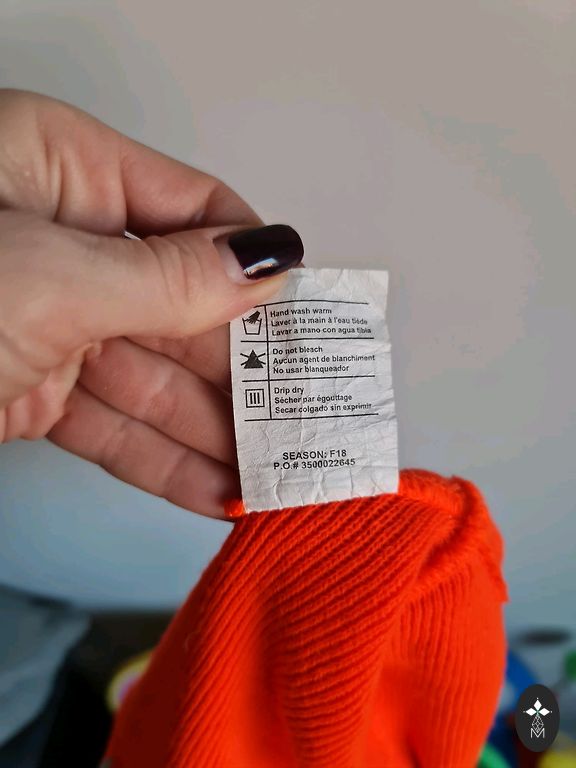 Hand wash warm
Laver à la main à l'eau tiède
Lavar a mano con agua tibia
Do not bleach
Aucun agent de blanchiment
No usar blanqueador
Drip dry
Sécher par égouttage
Secar colgado sin exprimir
SEASON: F18
P.O.# 3500022645
M